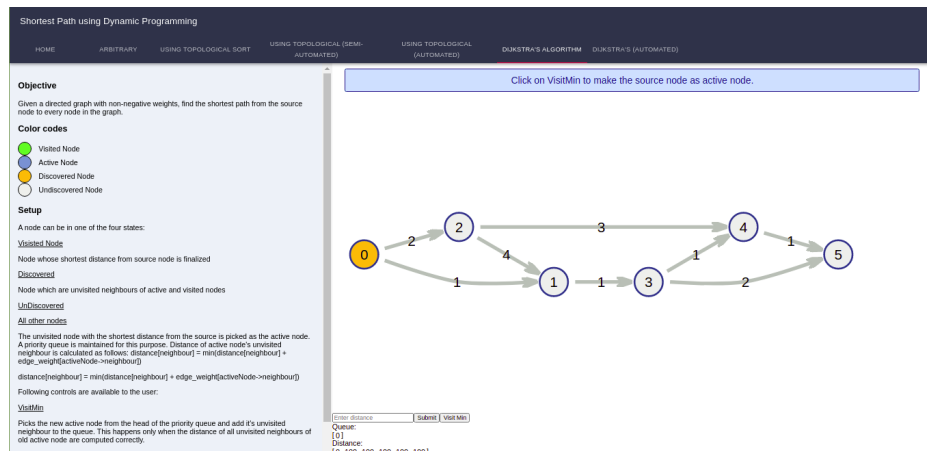 Shortest Path using Dynamic Programming
HOME
ARBITRARY
USING TOPOLOGICAL SORT
USING TOPOLOGICAL (SEMI-
AUTOMATED)
USING TOPOLOGICAL
(AUTOMATED)
DIJKSTRA'S ALGORITHM
DIJKSTRA'S (AUTOMATED)
Objective
Given a directed graph with non-negative weights, find the shortest path from the source
node to every node in the graph.
Color codes
Visited Node
Active Node
Discovered Node
Undiscovered Node
Setup
A node can be in one of the four states:
Visisted Node
Node whose shortest distance from source node is finalized
Discovered
Node which are unvisited neighbours of active and visited nodes
UnDiscovered
All other nodes
The unvisited node with the shortest distance from the source is picked as the active node.
A priority queue is maintained for this purpose. Distance of active node's unvisited
neighbour is calculated as follows: distance[neighbour] = min(distance[neighbour] +
edge_weight[activeNode->neighbour])
distance[neighbour] = min(distance[neighbour] + edge_weight[activeNode->neighbour])
Following controls are available to the user:
VisitMin
Picks the new active node from the head of the priority queue and add it's unvisited
neighbour to the queue. This happens only when the distance of all unvisited neighbours of
old active node are computed correctly.
Click on VisitMin to make the source node as active node.
2
3
4
2
1
0
4
1
5
1
1
1
3
2
Enter distance
Submit
Visit Min
Queue:
[ 0 ]
Distance:
[ 0, 100, 100, 100, 100, 100 ]